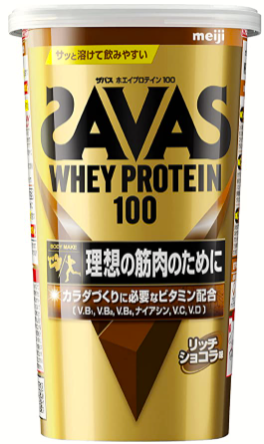 meiji
サッと溶けて飲みやすい
ザバス ホエイプロテイン100
SAVAS
WHEY PROTEIN
100
BODY MAKE
理想の筋肉のために
カラダづくりに必要なビタミン配合
[V.B₁、V.B₂、V.B₆、ナイアシン、V.C、V.D]
リッチ
ショコラ味